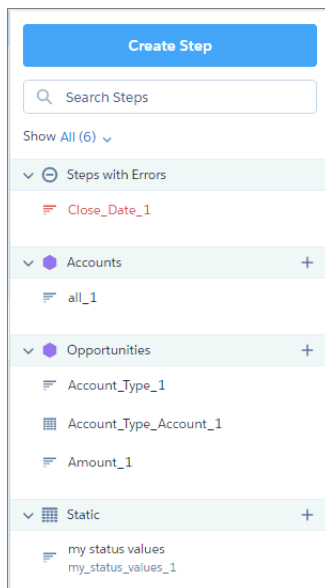 Create Step
Search Steps
Show All (6)
Steps with Errors
Close_Date_1
Accounts
all_1
Opportunities
Account_Type_1
Account_Type_Account_1
Amount_1
Static
my status values
my_status_values_1